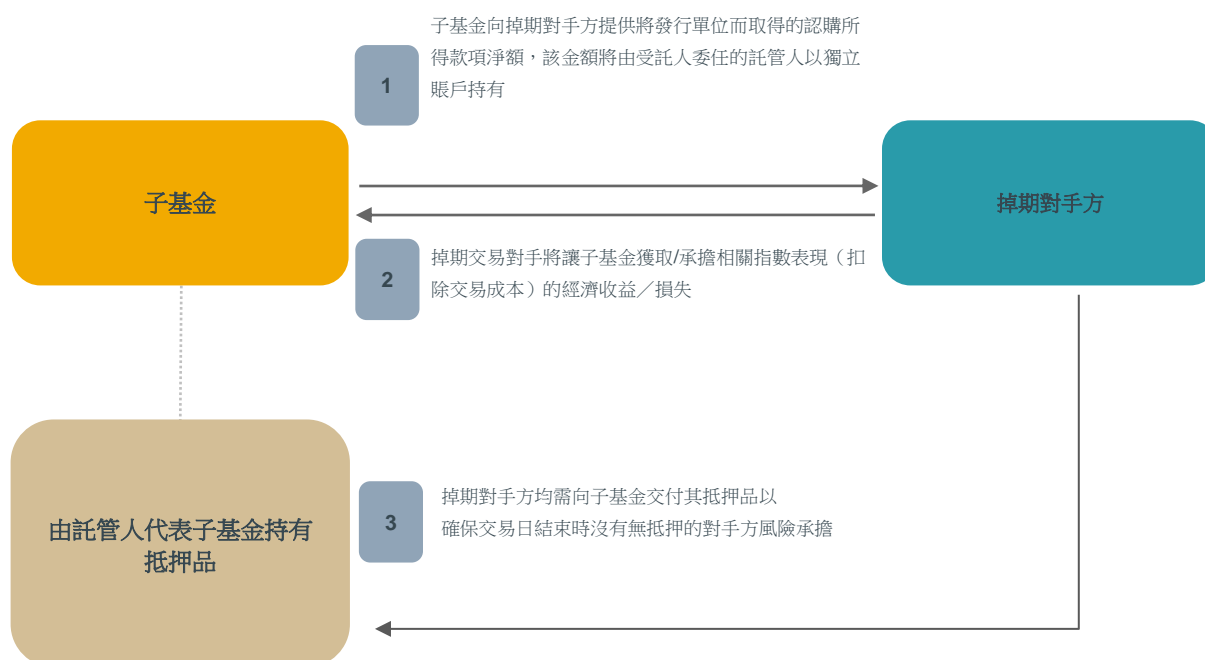 子基金向掉期對手方提供將發行單位而取得的認購所
得款項淨額，該金額將由受託人委任的託管人以獨立
賬戶持有
1
子基金
掉期對手方
2
掉期交易對手將讓子基金獲取/承擔相關指數表現（扣
除交易成本）的經濟收益／損失
由託管人代表子基金持有
抵押品
3
掉期對手方均需向子基金交付其抵押品以
確保交易日結束時沒有無抵押的對手方風險承擔